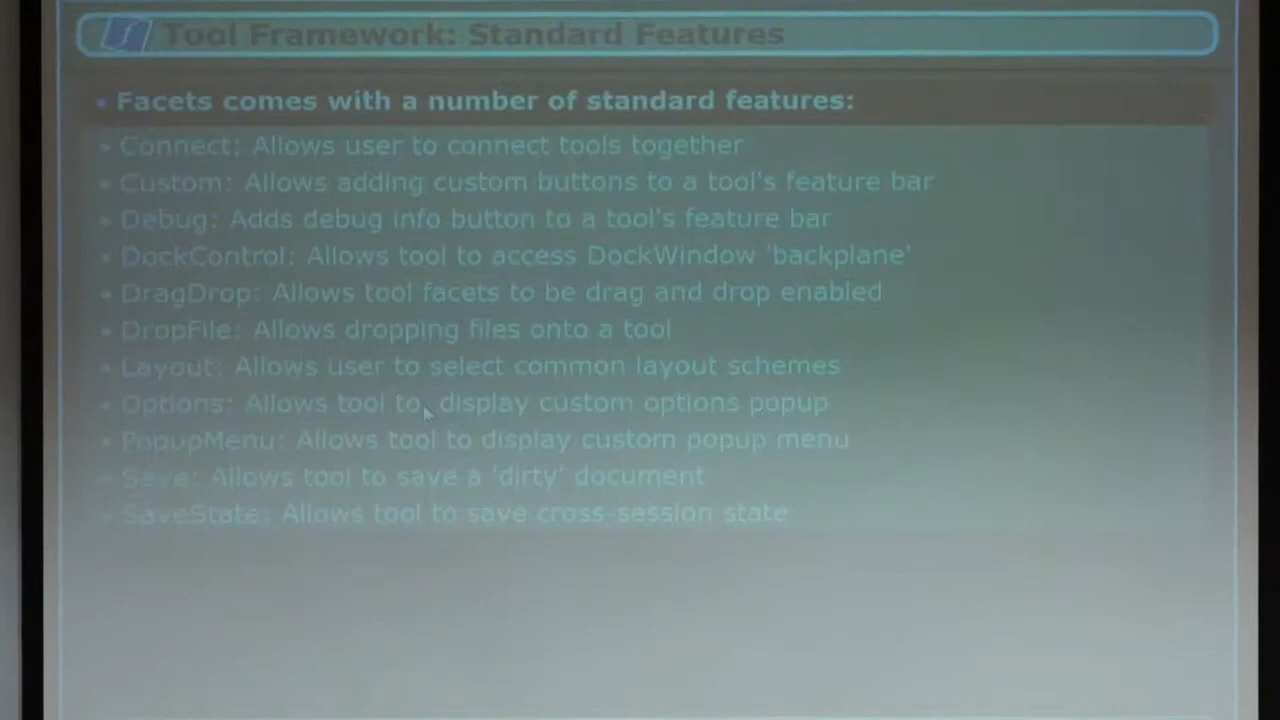 Tool Framework: Standard Features
• Facets comes with a number of standard features:
• Connect: Allows user to connect tools together
• Custom: Allows adding custom buttons to a tool's feature bar
• Debug: Adds debug info button to a tool's feature bar
• DockControl: Allows tool to access DockWindow 'backplane'
• DragDrop: Allows tool facets to be drag and drop enabled
• DropFile: Allows dropping files onto a tool
• Layout: Allows user to select common layout schemes
• Options: Allows tool to display custom options popup
• PopupMenu: Allows tool to display custom popup menu
• Save: Allows tool to save a 'dirty' document
• SaveState: Allows tool to save cross-session state